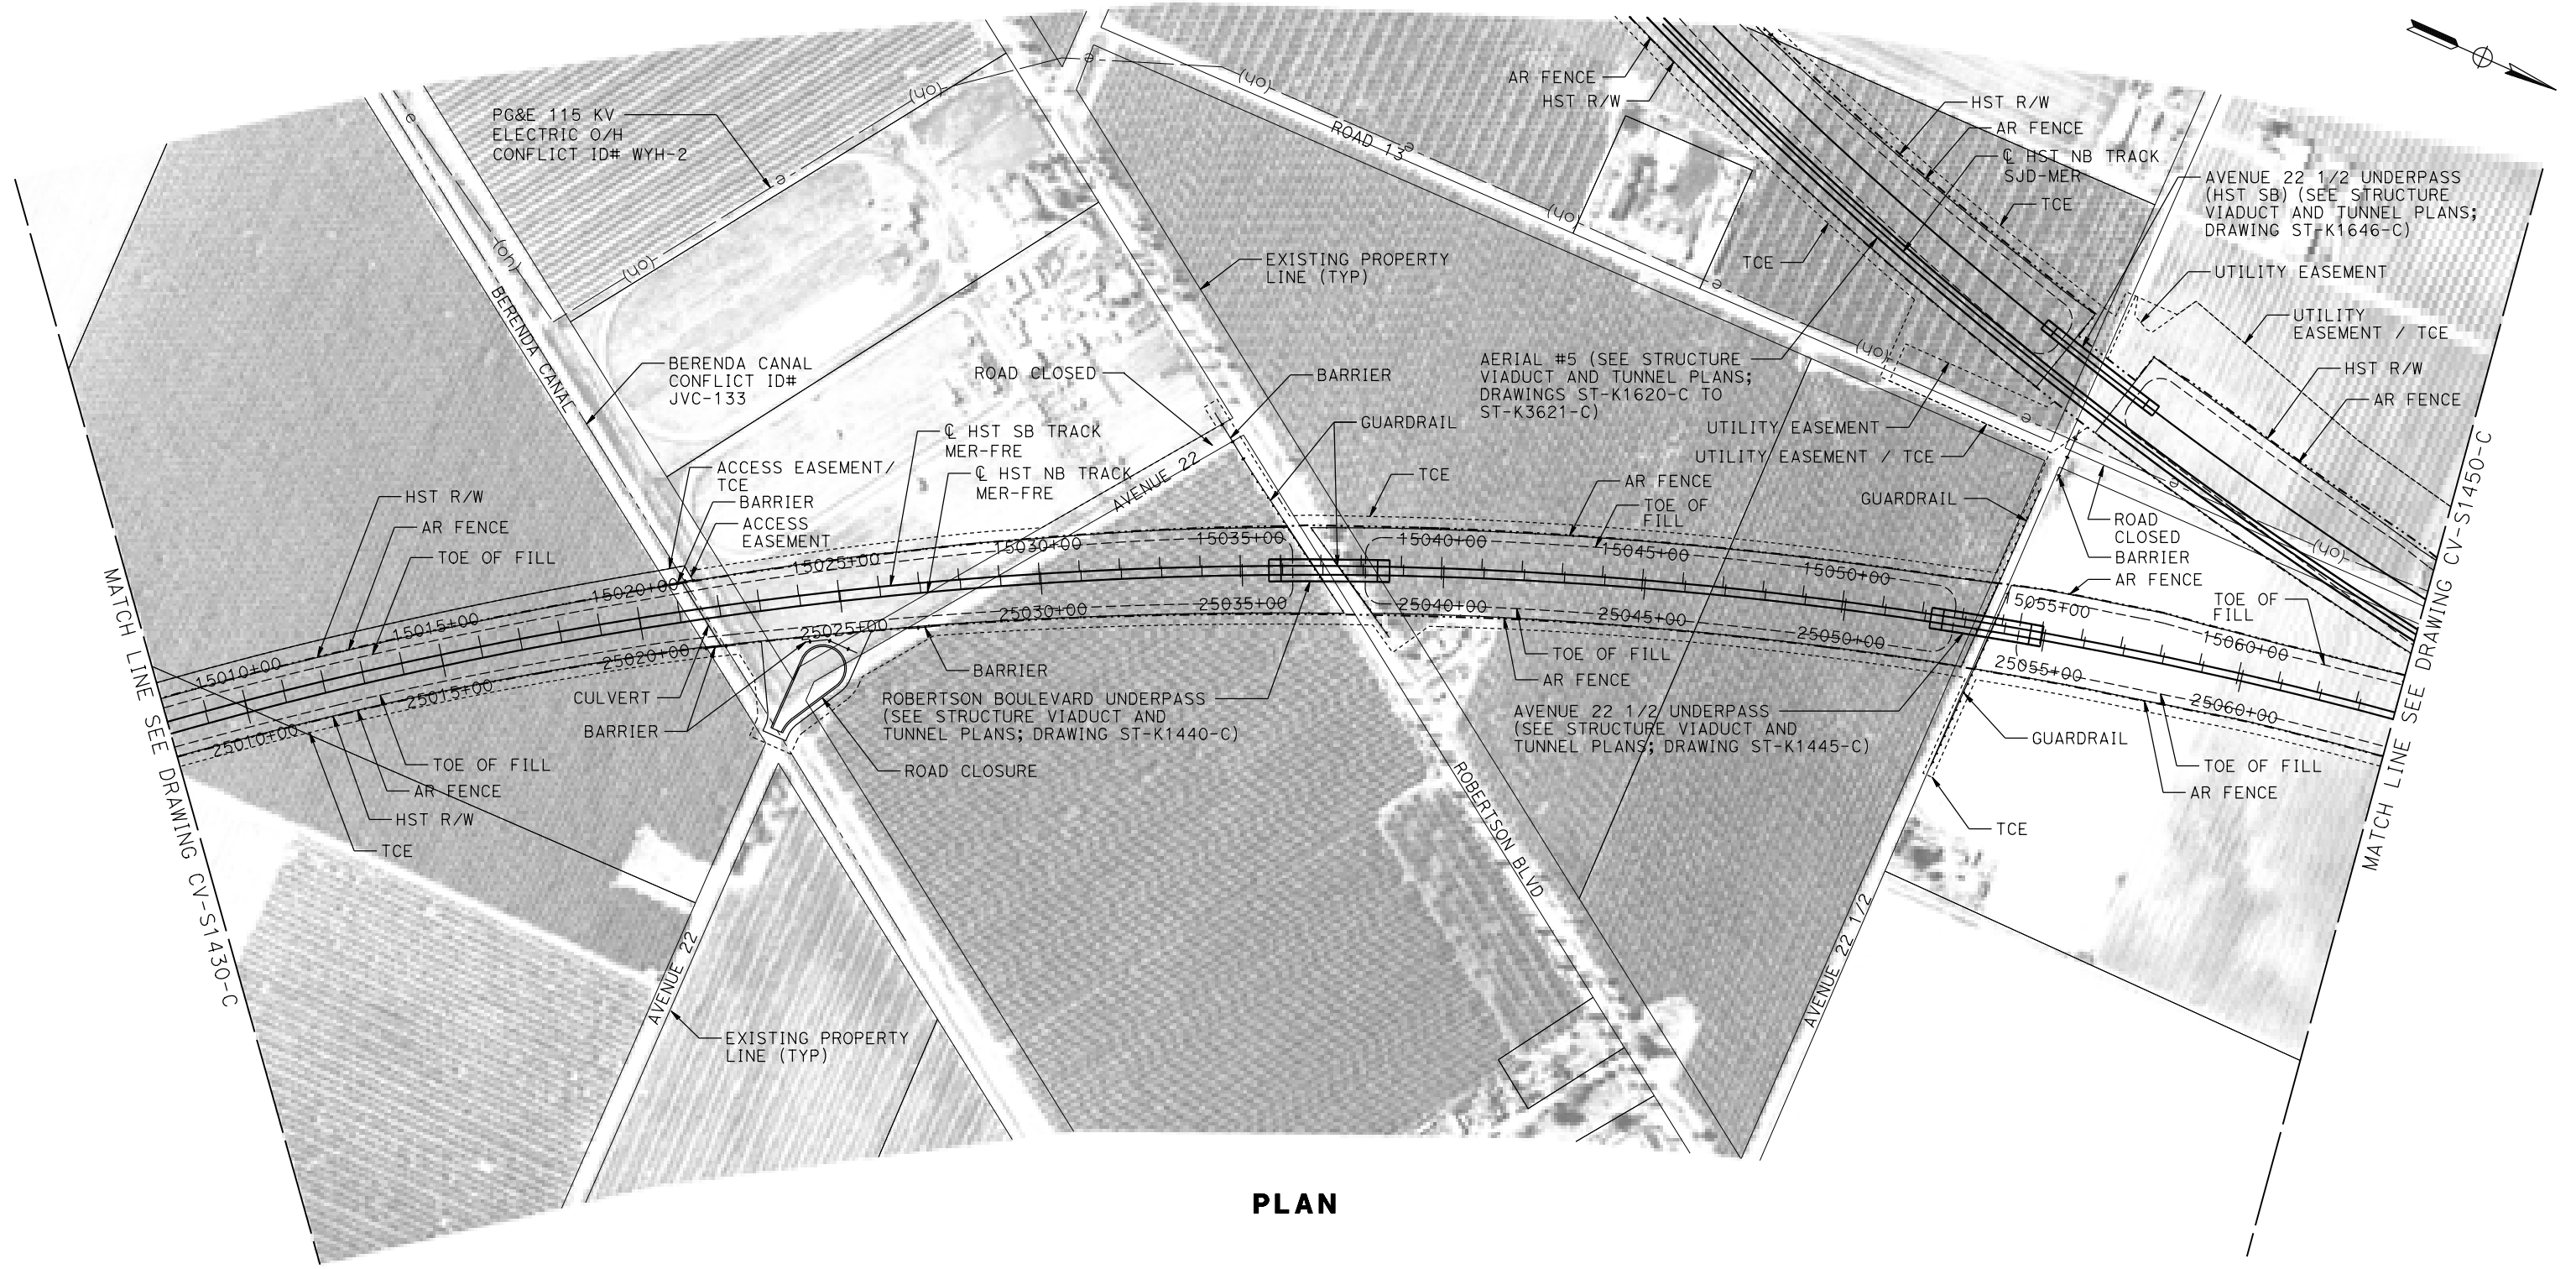 AR FENCE
HST R/W
HST R/W
AR FENCE
℄ HST NB TRACK
SJD-MER
TCE
AVENUE 22 1/2 UNDERPASS
(HST SB) (SEE STRUCTURE
VIADUCT AND TUNNEL PLANS;
DRAWING ST-K1646-C)
UTILITY EASEMENT
UTILITY
EASEMENT / TCE
HST R/W
AR FENCE
PG&E 115 KV
ELECTRIC O/H
CONFLICT ID# WYH-2
e
(oh)
(oh)
(oh)
e
e
(oh)
ROAD 13
e
(oh)
e
(oh)
e
e
(oh)
TCE
EXISTING PROPERTY
LINE (TYP)
BERENDA CANAL
BERENDA CANAL
CONFLICT ID#
JVC-133
ROAD CLOSED
BARRIER
GUARDRAIL
AERIAL #5 (SEE STRUCTURE
VIADUCT AND TUNNEL PLANS;
DRAWINGS ST-K1620-C TO
ST-K3621-C)
UTILITY EASEMENT
UTILITY EASEMENT / TCE
℄ HST SB TRACK
MER-FRE
℄ HST NB TRACK
MER-FRE
AVENUE 22
ACCESS EASEMENT/
TCE
BARRIER
ACCESS
EASEMENT
HST R/W
AR FENCE
TOE OF FILL
TCE
AR FENCE
TOE OF
FILL
GUARDRAIL
ROAD
CLOSED
BARRIER
AR FENCE
TOE OF
FILL
15010+00
15015+00
15020+00
15025+00
15030+00
15035+00
15040+00
15045+00
15050+00
5055+00
15060+00
25010+00
25015+00
25020+00
25025+00
25030+00
25035+00
25040+00
25045+00
25050+00
25055+00
25060+00
CULVERT
BARRIER
BARRIER
ROBERTSON BOULEVARD UNDERPASS
(SEE STRUCTURE VIADUCT AND
TUNNEL PLANS; DRAWING ST-K1440-C)
ROAD CLOSURE
TOE OF FILL
AR FENCE
AVENUE 22 1/2 UNDERPASS
(SEE STRUCTURE VIADUCT AND
TUNNEL PLANS; DRAWING ST-K1445-C)
GUARDRAIL
TOE OF FILL
AR FENCE
TCE
TOE OF FILL
AR FENCE
HST R/W
TCE
ROBERTSON BLVD
AVENUE 22
AVENUE 22 1/2
EXISTING PROPERTY
LINE (TYP)
MATCH LINE SEE DRAWING CV-S1430-C
MATCH LINE SEE DRAWING CV-S1450-C
PLAN